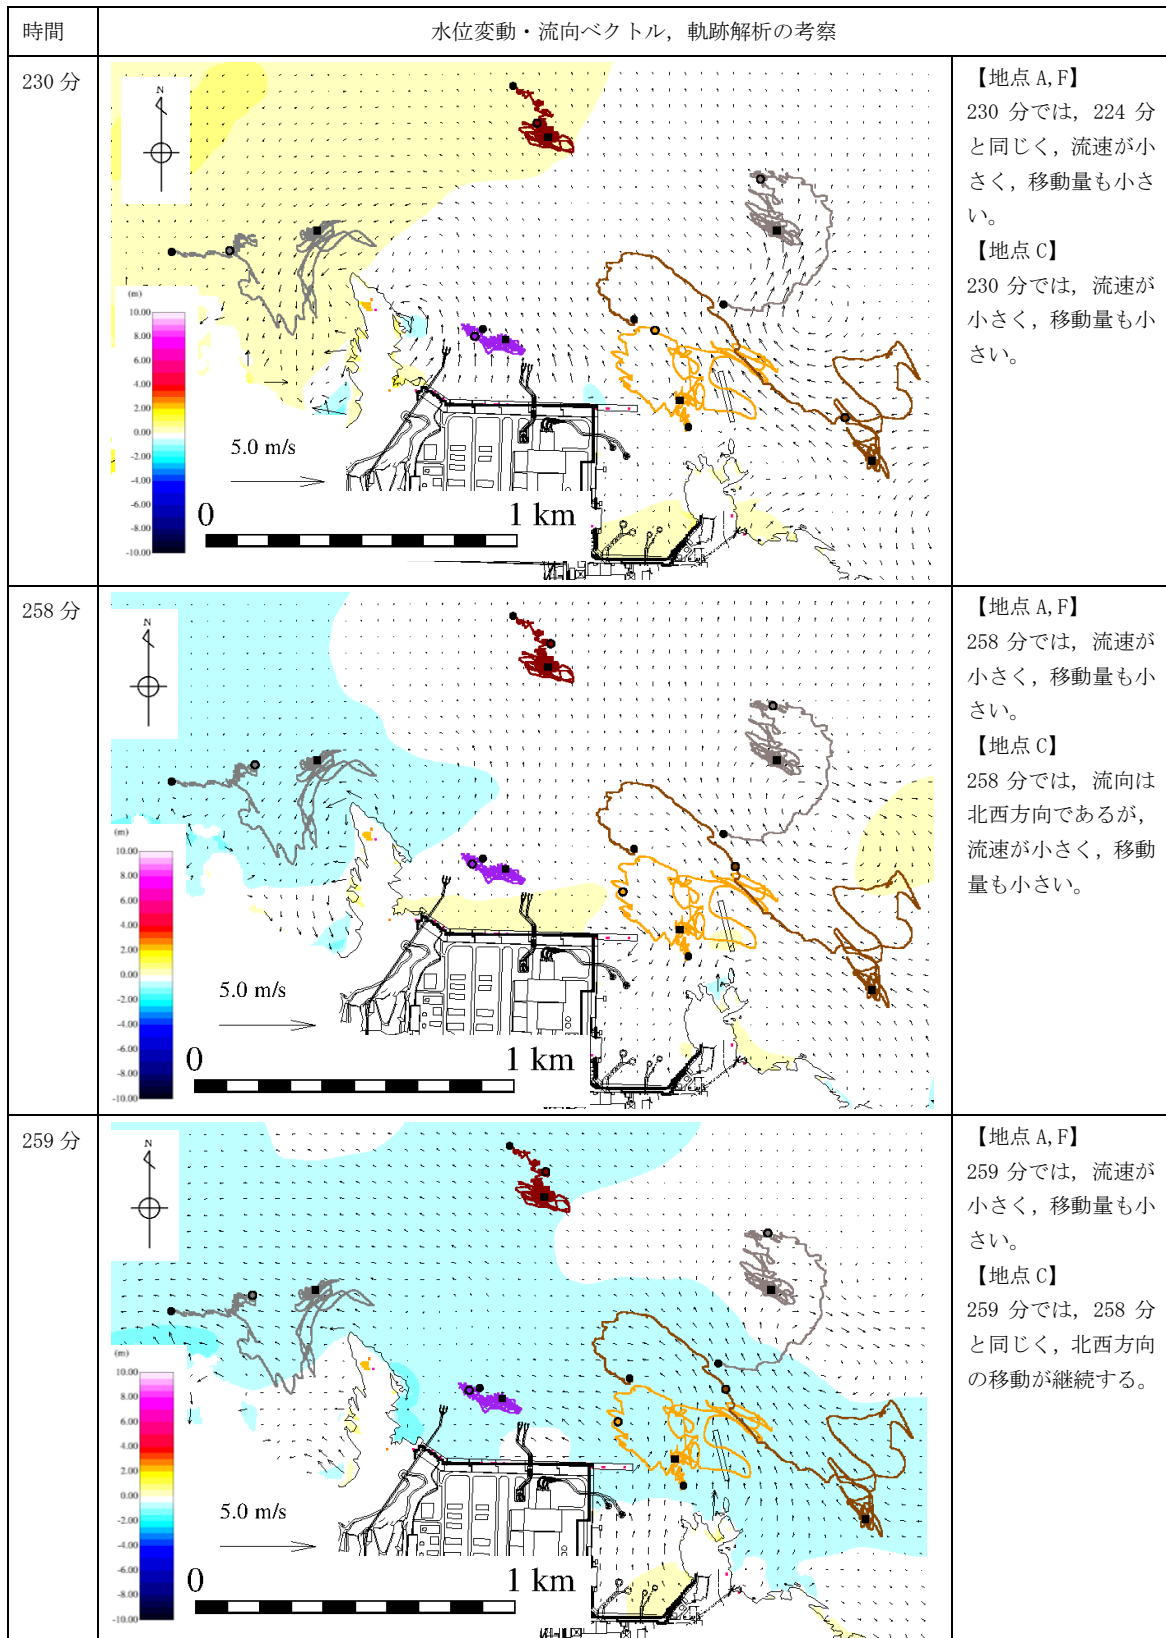 時間
水位変動・流向ベクトル，軌跡解析の考察
230 分
N
(m)
10.00
8.00
6.00
4.00
2.00
0.00
-2.00
-4.00
-6.00
-8.00
-10.00
5.0 m/s
0
1 km
【地点 A,F】
230 分では，224 分
と同じく，流速が小
さく，移動量も小さ
い。
【地点 C】
230 分では，流速が
小さく，移動量も小
さい。
258 分
N
(m)
10.00
8.00
6.00
4.00
2.00
0.00
-2.00
-4.00
-6.00
-8.00
-10.00
5.0 m/s
0
1 km
【地点 A,F】
258 分では，流速が
小さく，移動量も小
さい。
【地点 C】
258 分では，流向は
北西方向であるが，
流速が小さく，移動
量も小さい。
259 分
N
(m)
10.00
8.00
6.00
4.00
2.00
0.00
-2.00
-4.00
-6.00
-8.00
-10.00
5.0 m/s
0
1 km
【地点 A,F】
259 分では，流速が
小さく，移動量も小
さい。
【地点 C】
259 分では，258 分
と同じく，北西方向
の移動が継続する。